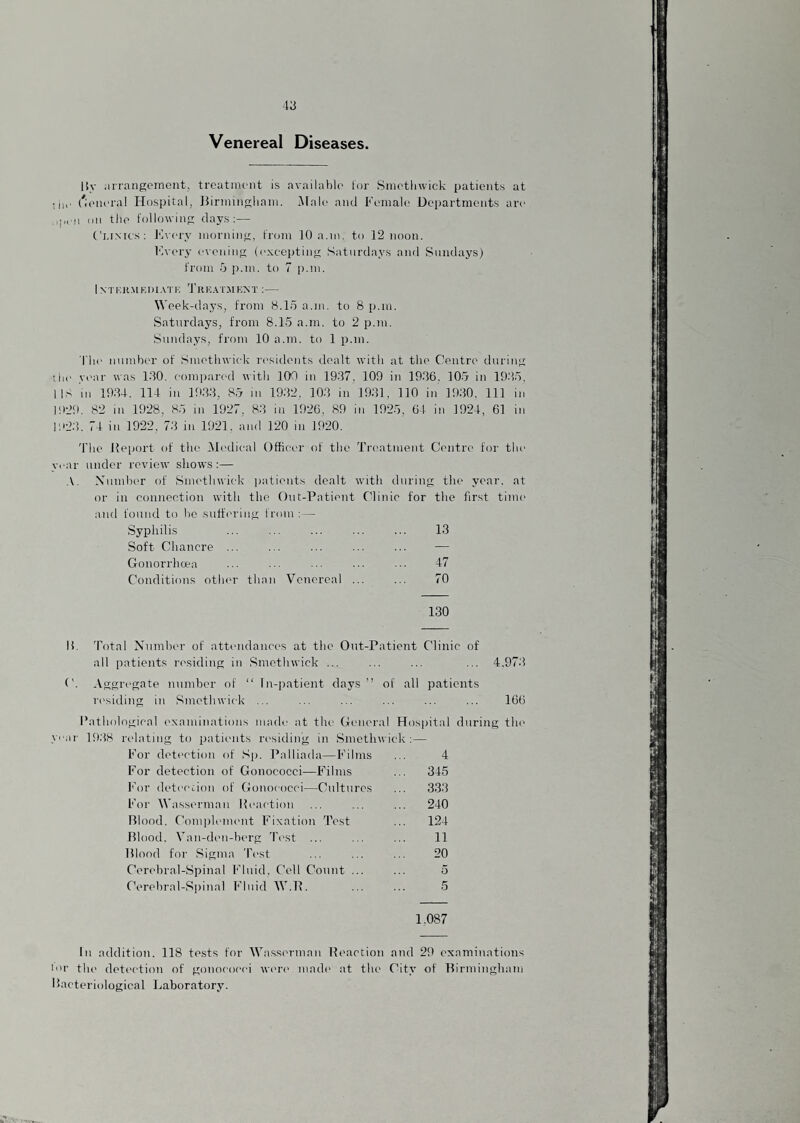 43
Venereal Diseases.
By arrangement, treatment is available for Smethwick patients at
the General Hospital, Birmingham. Male and Female Departments are
open on the following days:—
CLINICS: Every morning, from 10 a.m. to 12 noon.
Every evening (excepting Saturdays and Sundays)
from 5 p.m. to 7 p.m.
INTERMEDIATE TREATMENT:—
Week-days, from 8.15 a.m. to 8 p.m.
Saturdays, from 8.15 a.m. to 2 p.m.
Sundays, from 10 a.m. to 1 p.m.
The number of Smethwick residents dealt with at the Centre during
the year was 130, compared with 100 in 1937, 109 in 1936, 105 in 1935,
118 in 1934, 114 in 1933, 85 in 1932, 103 in 1931, 110 in 1930, 111 in
1929, 82 in 1928, 85 in 1927, 83 in 1926, 89 in 1925, 64 in 1924, 61 in
1923, 74 in 1922, 73 in 1921, and 120 in 1920.
The Report of the Medical Officer of the Treatment Centre for the
year under review shows:—
A. Number of Smethwick patients dealt with during the year, at
or in connection with the Out-Patient Clinic for the first time
and found to be suffering from:—
Syphilis ... ... ... ... ... 13
Soft Chancre ... ... ... ... ... —
Gonorrhœa ... ... ... ... ... 47
Conditions other than Venereal ... ... 70
130
B. Total Number of attendances at the Out-Patient Clinic of
all patients residing in Smethwick ... ... ... ... 4,973
C. Aggregate number of “ In-patient days ” of all patients
residing in Smethwick ... ... ... ... ... ... 166
Pathological examinations made at the General Hospital during the
year 1938 relating to patients residing in Smethwick:—
For detection of Sp. Palliada—Films ... 4
For detection of Gonococci—Films ... 345
For detection of Gonococci—Cultures ... 333
For Wasserman Reaction ... ... ... 240
Blood, Complement Fixation Test ... 124
Blood, Van-den-berg Test ... ... ... 11
Blood for Sigma Test ... ... ... 20
Cerebral-Spinal Fluid, Cell Count ... ... 5
Cerebral-Spinal Fluid W.R. ... ... 5
1,087
In addition, 118 tests for Wasserman Reaction and 29 examinations
for the detection of gonococci were made at the City of Birmingham
Bacteriological Laboratory.